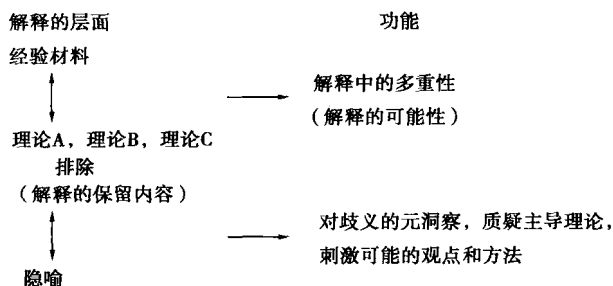 解释的层面
功能
经验材料
解释中的多重性
（解释的可能性）
理论A，理论B，理论C
排除
（解释的保留内容）
对歧义的元洞察，质疑主导理论，
刺激可能的观点和方法
隐喻